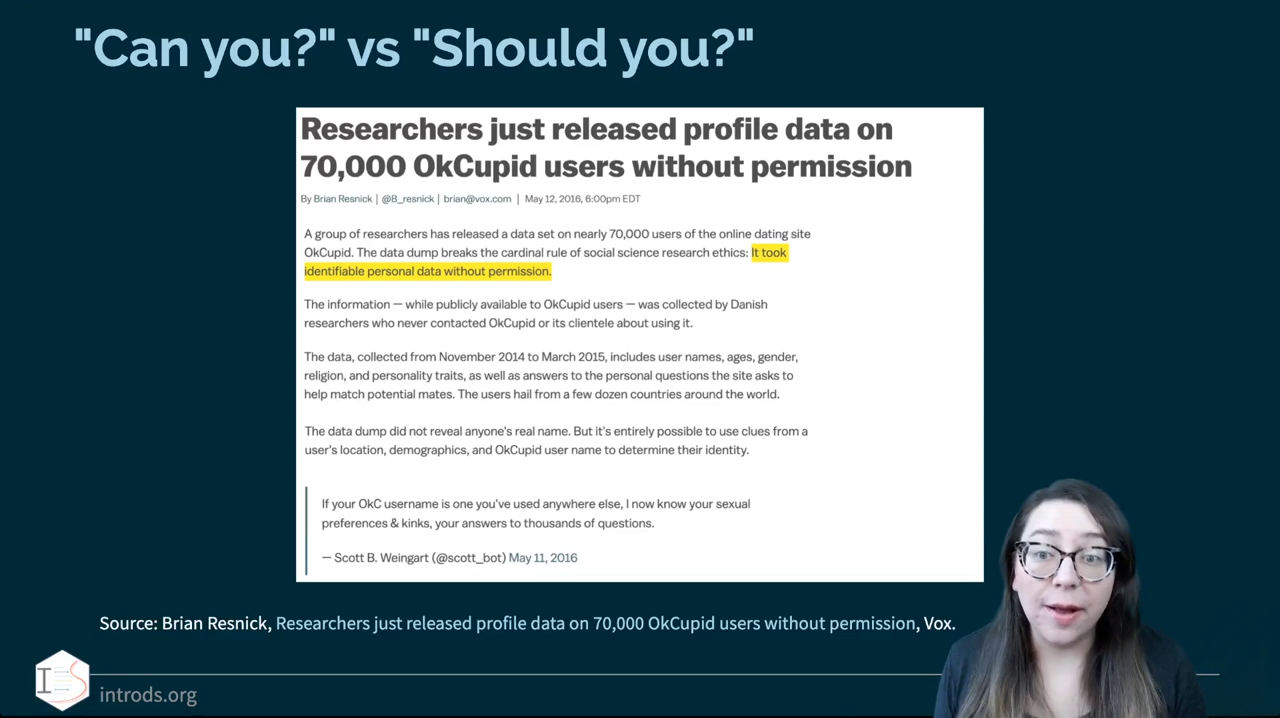 "Can you?" vs "Should you?"
Researchers just released profile data on
70,000 OkCupid users without permission
By Brian Resnick | @B_resnick | brian@vox.com | May 12, 2016, 6:00pm EDT
A group of researchers has released a data set on nearly 70,000 users of the online dating site
OkCupid. The data dump breaks the cardinal rule of social science research ethics: It took
identifiable personal data without permission.
The information — while publicly available to OkCupid users — was collected by Danish
researchers who never contacted OkCupid or its clientele about using it.
The data, collected from November 2014 to March 2015, includes user names, ages, gender,
religion, and personality traits, as well as answers to the personal questions the site asks to
help match potential mates. The users hail from a few dozen countries around the world.
The data dump did not reveal anyone's real name. But it's entirely possible to use clues from a
user's location, demographics, and OkCupid user name to determine their identity.
If your OkC username is one you've used anywhere else, I now know your sexual
preferences & kinks, your answers to thousands of questions.
— Scott B. Weingart (@scott_bot) May 11, 2016
Source: Brian Resnick, Researchers just released profile data on 70,000 OkCupid users without permission, Vox.
I S
introds.org